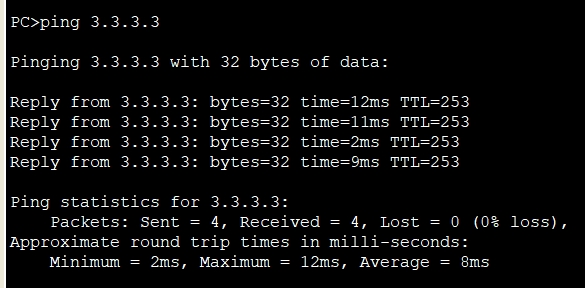 PC>ping 3.3.3.3
Pinging 3.3.3.3 with 32 bytes of data:
Reply from 3.3.3.3: bytes=32 time=12ms TTL=253
Reply from 3.3.3.3: bytes=32 time=11ms TTL=253
Reply from 3.3.3.3: bytes=32 time=2ms TTL=253
Reply from 3.3.3.3: bytes=32 time=9ms TTL=253
Ping statistics for 3.3.3.3:
    Packets: Sent = 4, Received = 4, Lost = 0 (0% loss),
Approximate round trip times in milli-seconds:
    Minimum = 2ms, Maximum = 12ms, Average = 8ms